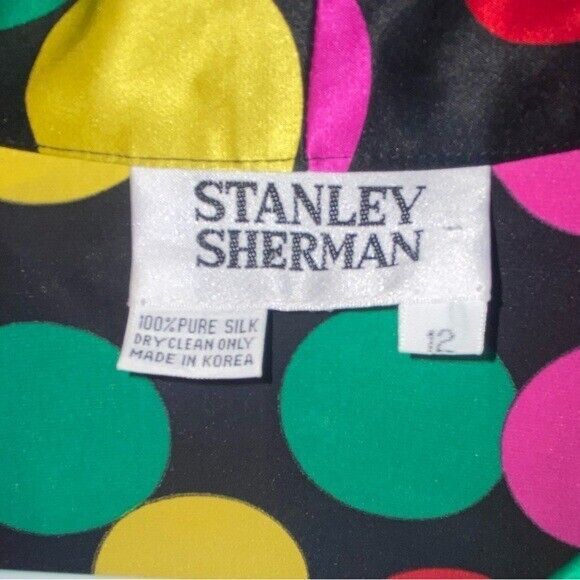 STANLEY
SHERMAN
100% PURE SILK
DRY CLEAN ONLY
MADE IN KOREA
12